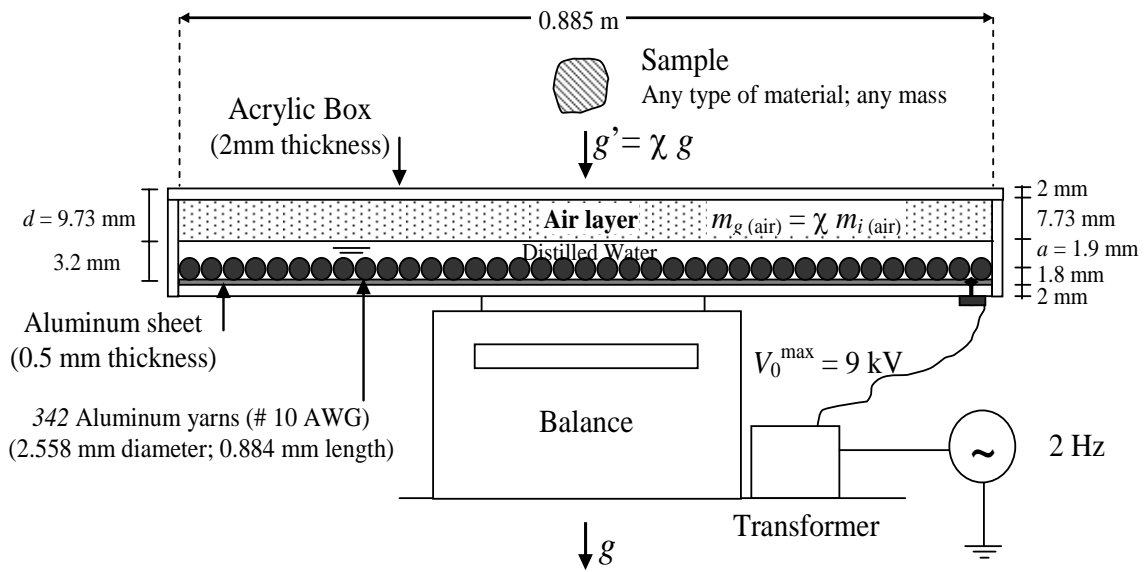 0.885 m
Sample
Any type of material; any mass
Acrylic Box
(2mm thickness)
g’= χ g
2 mm
d = 9.73 mm
Air layer
m g (air) = χ m i (air)
7.73 mm
Distilled Water
a = 1.9 mm
3.2 mm
1.8 mm
2 mm
Aluminum sheet
(0.5 mm thickness)
V0 max = 9 kV
342 Aluminum yarns (# 10 AWG)
(2.558 mm diameter; 0.884 mm length)
Balance
~
2 Hz
Transformer
g